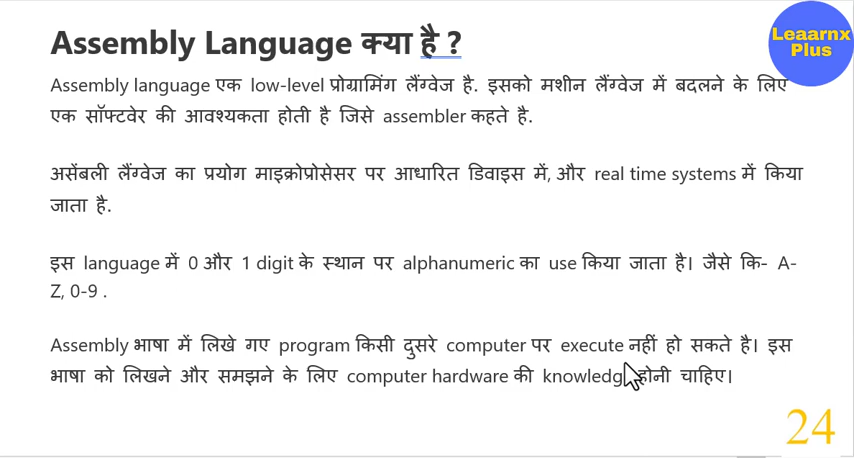 Assembly Language क्या है ?
Leaarnx
Plus
Assembly language एक low-level प्रोग्रामिंग लैंग्वेज है. इसको मशीन लैंग्वेज में बदलने के लिए
एक सॉफ्टवेर की आवश्यकता होती है जिसे assembler कहते है.
असेंबली लैंग्वेज का प्रयोग माइक्रोप्रोसेसर पर आधारित डिवाइस में, और real time systems में किया
जाता है.
इस language में 0 और 1 digit के स्थान पर alphanumeric का use किया जाता है। जैसे कि- A-
Z, 0-9 .
Assembly भाषा में लिखे गए program किसी दुसरे computer पर execute नहीं हो सकते है। इस
भाषा को लिखने और समझने के लिए computer hardware की होनी चाहिए।
24